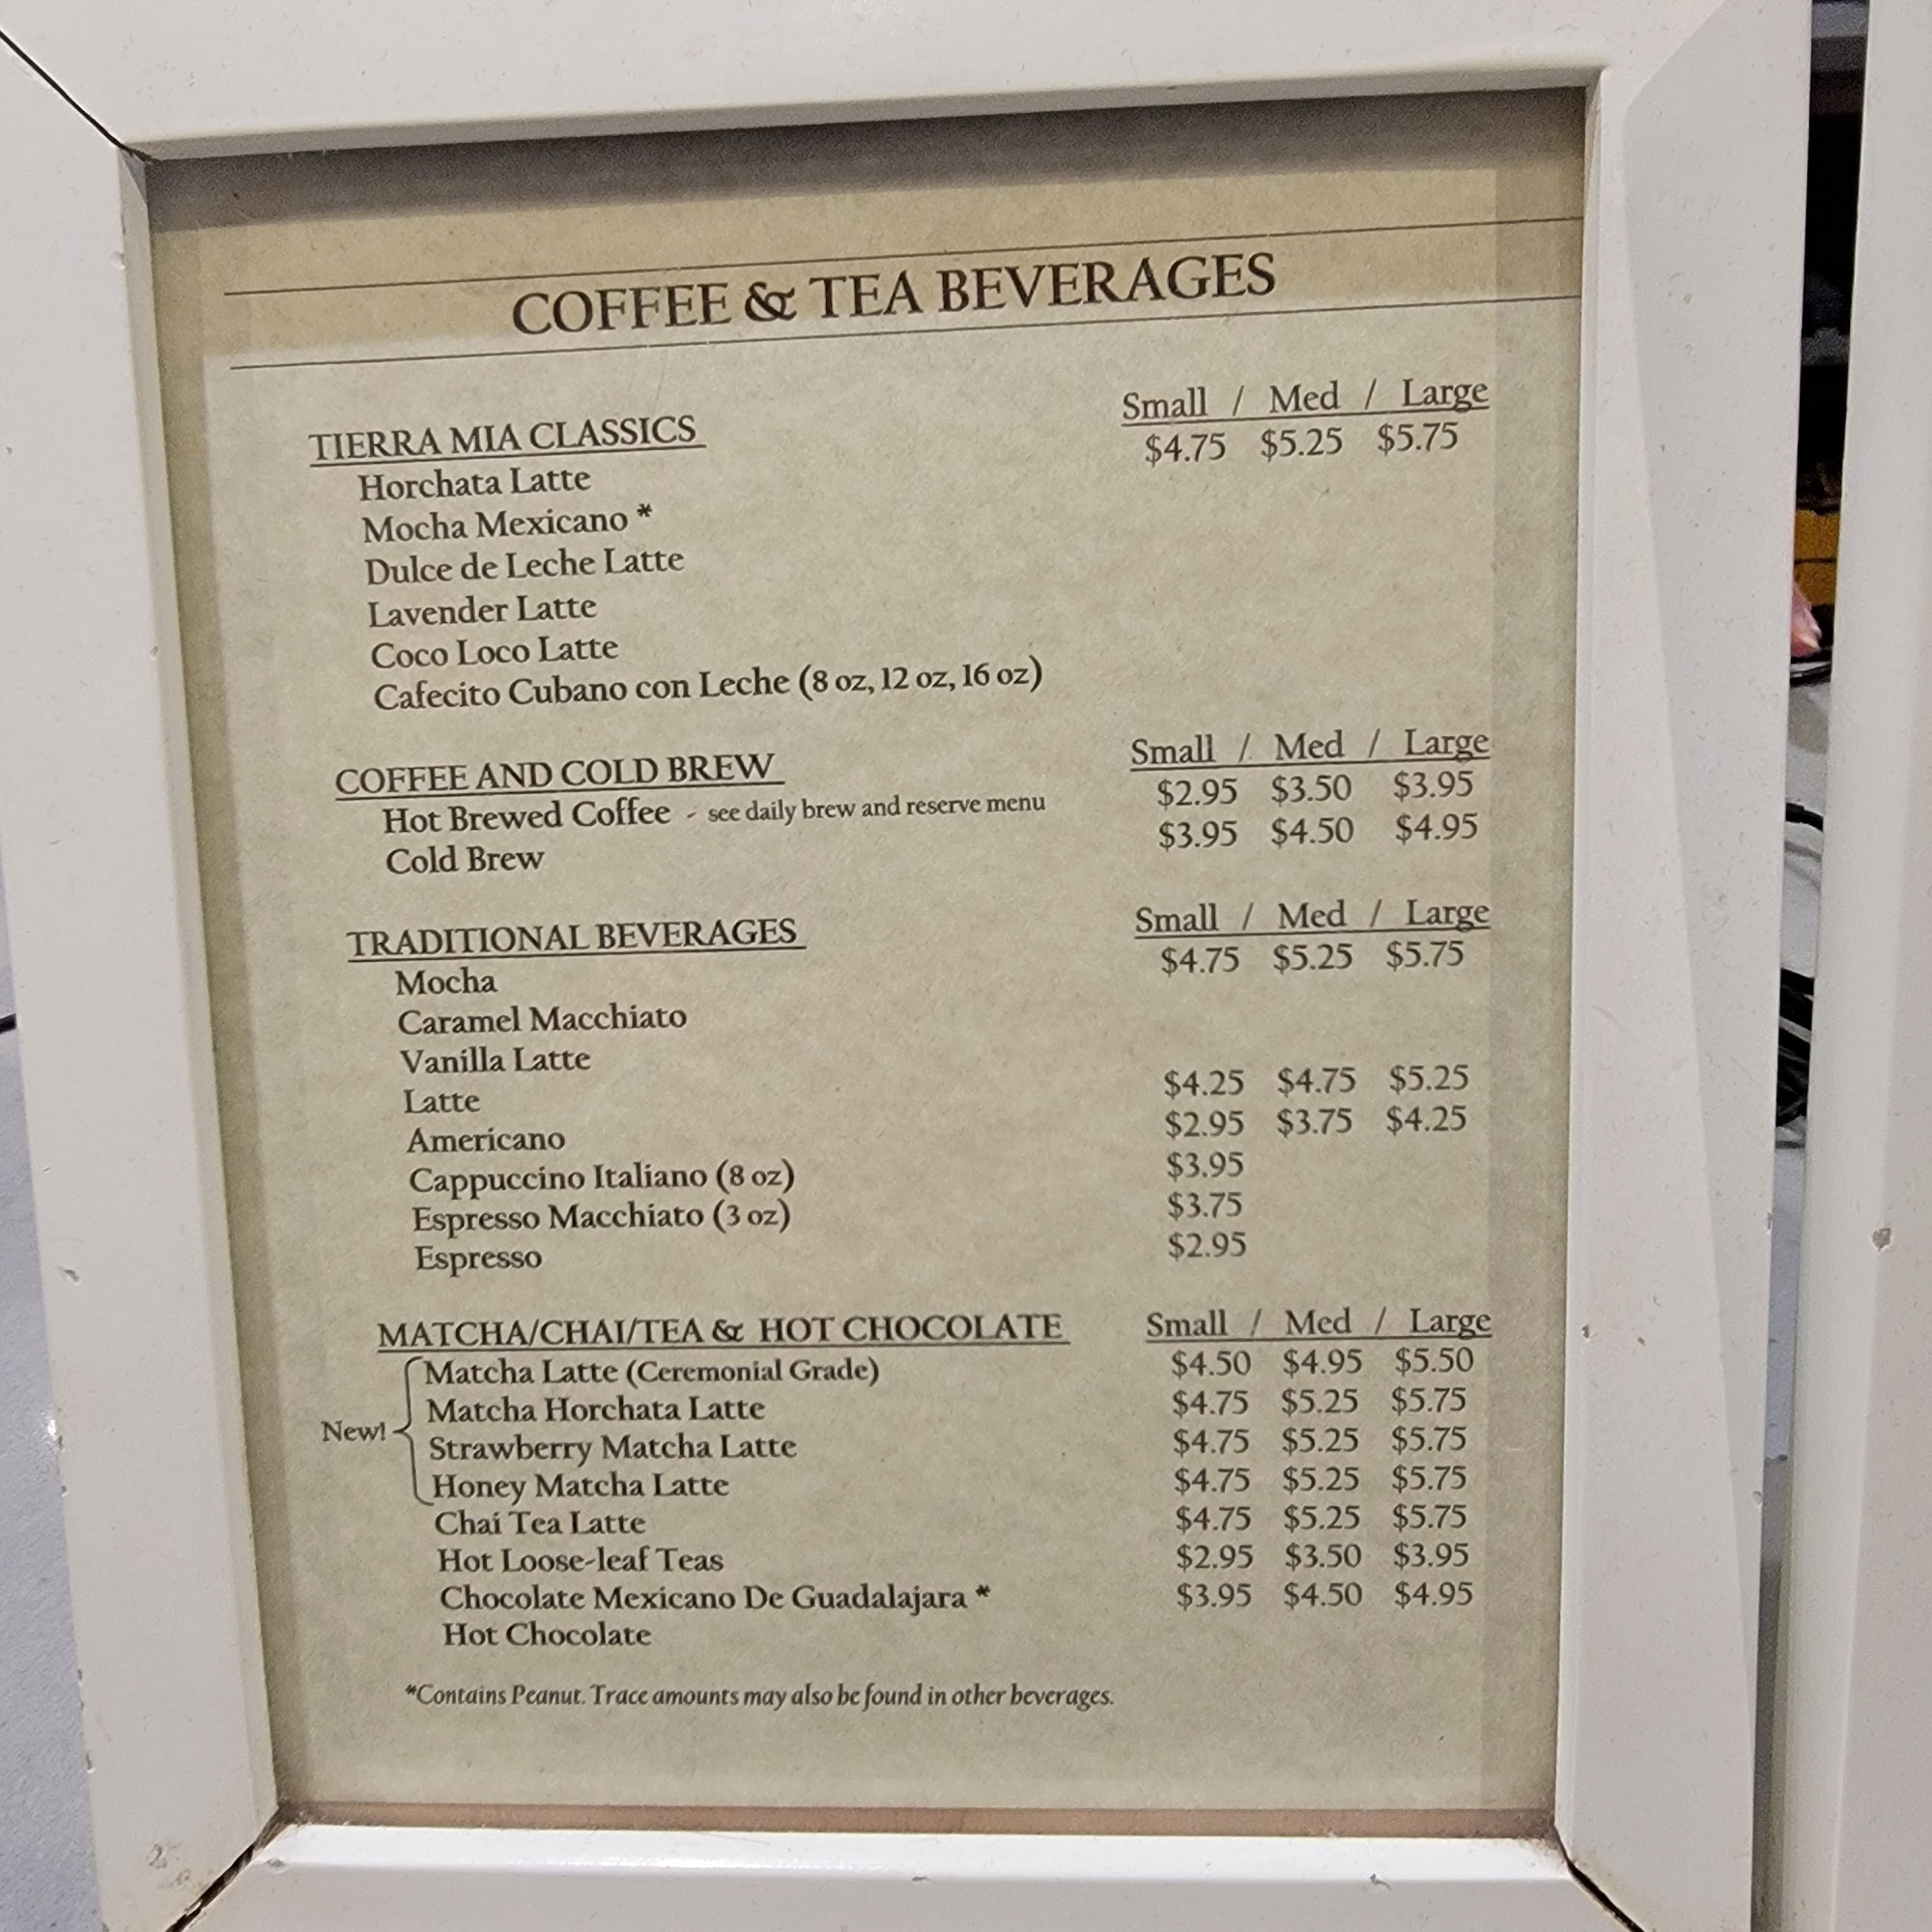 COFFEE & TEA BEVERAGES
Small / Med / Large
TIERRA MIA CLASSICS $4.75 $5.25 $5.75
Horchata Latte
Mocha Mexicano *
Dulce de Leche Latte
Lavender Latte
Coco Loco Latte
Cafecito Cubano con Leche (8 oz, 12 oz, 16 oz)
Small / Med / Large
COFFEE AND COLD BREW
Hot Brewed Coffee - see daily brew and reserve menu $2.95 $3.50 $3.95
Cold Brew $3.95 $4.50 $4.95
TRADITIONAL BEVERAGES Small / Med / Large
Mocha $4.75 $5.25 $5.75
Caramel Macchiato
Vanilla Latte
Latte $4.25 $4.75 $5.25
Americano $2.95 $3.75 $4.25
Cappuccino Italiano (8 oz) $3.95
Espresso Macchiato (3 oz) $3.75
Espresso $2.95
MATCHA/CHAI/TEA & HOT CHOCOLATE Small / Med / Large
Matcha Latte (Ceremonial Grade) $4.50 $4.95 $5.50
Matcha Horchata Latte $4.75 $5.25 $5.75
New!
Strawberry Matcha Latte $4.75 $5.25 $5.75
Honey Matcha Latte $4.75 $5.25 $5.75
Chai Tea Latte $4.75 $5.25 $5.75
Hot Loose-leaf Teas $2.95 $3.50 $3.95
Chocolate Mexicano De Guadalajara * $3.95 $4.50 $4.95
Hot Chocolate
*Contains Peanut. Trace amounts may also be found in other beverages.